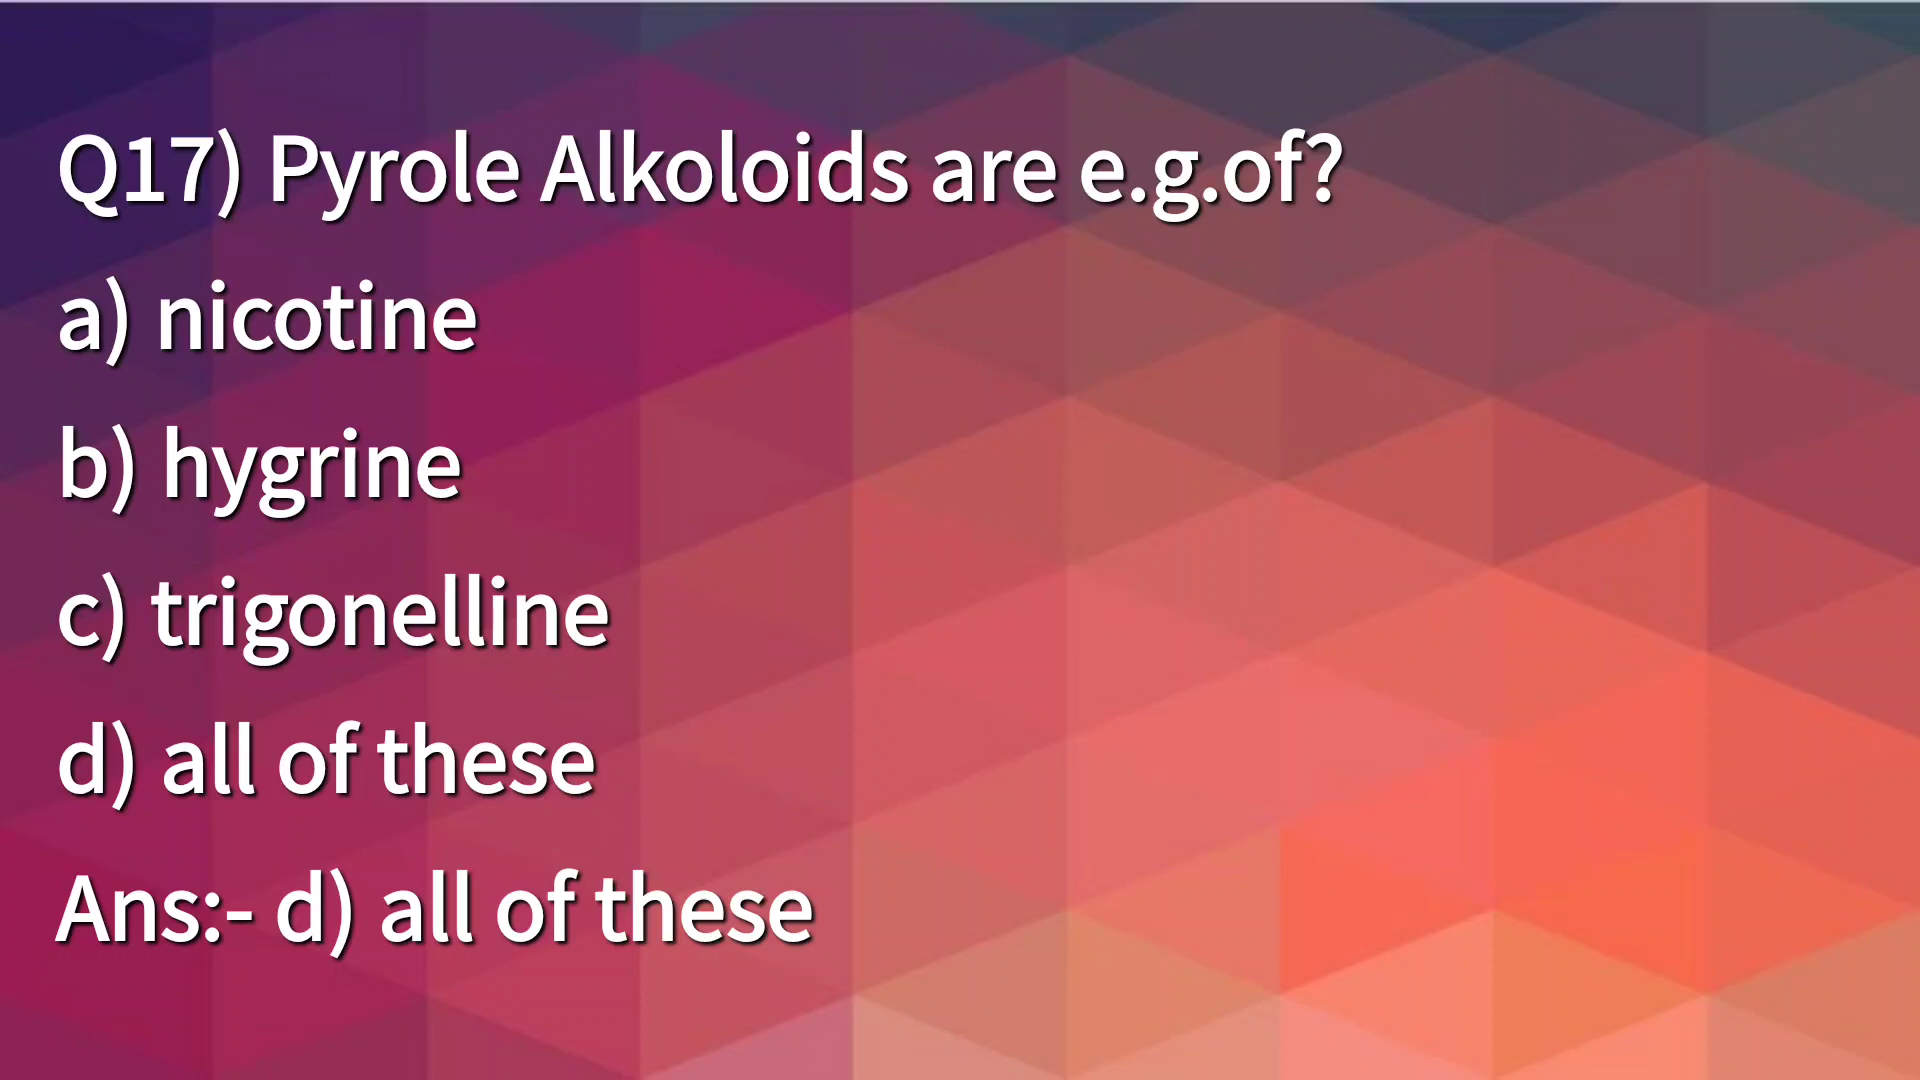 Q17) Pyrole Alkoloids are e.g.of?
a) nicotine
b) hygrine
c) trigonelline
d) all of these
Ans:- d) all of these